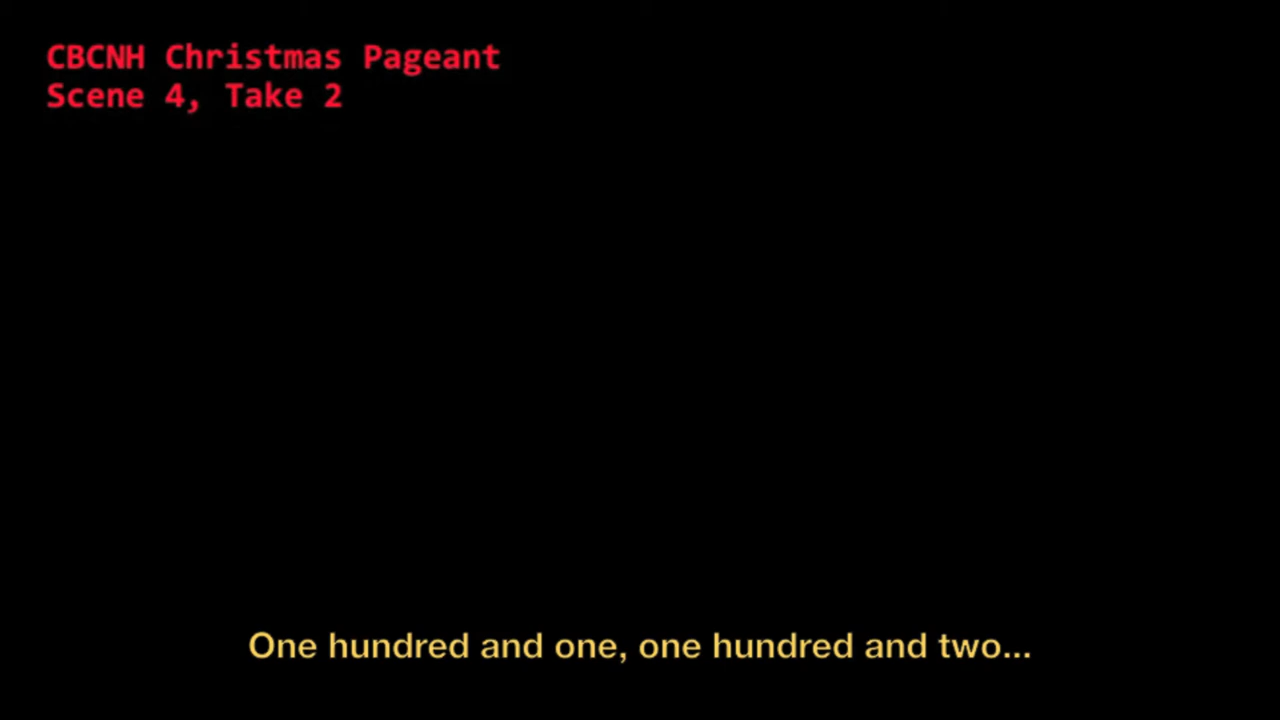 CBCNH Christmas Pageant
Scene 4, Take 2
One hundred and one, one hundred and two...